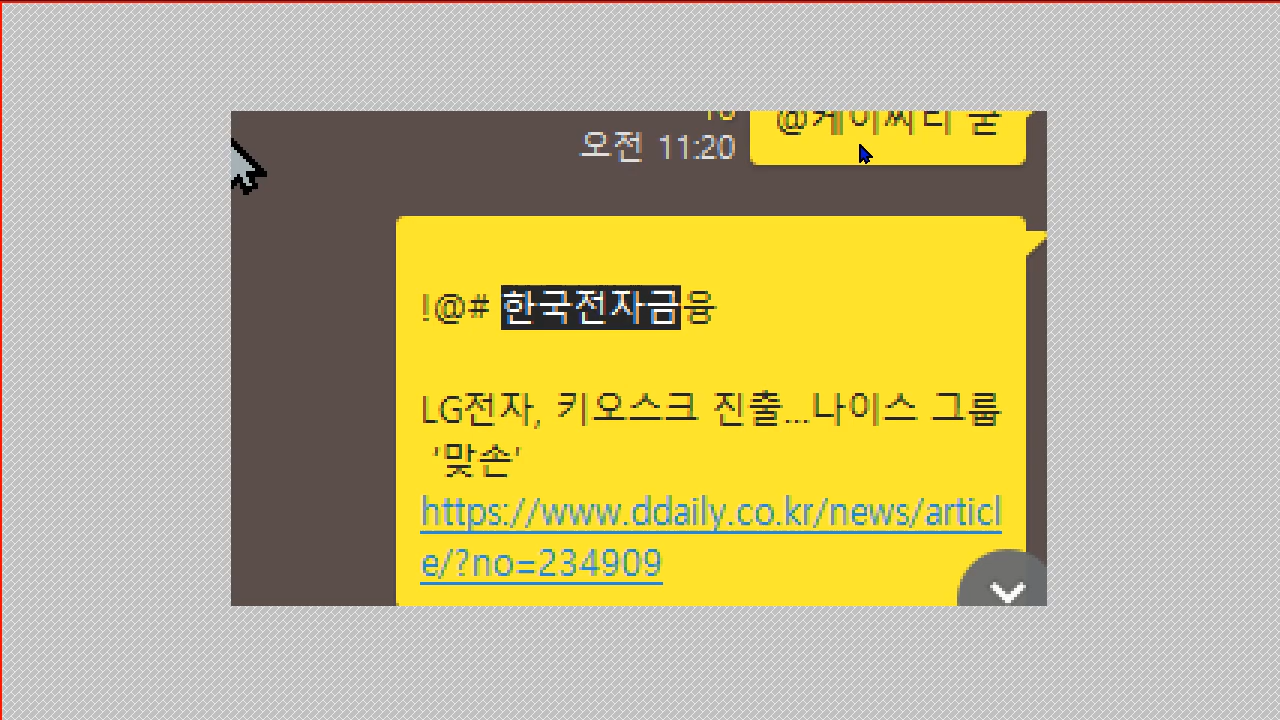 오전 11:20
!@# 한국전자금융
LG전자, 키오스크 진출...나이스 그룹
'맞손'
https://www.ddaily.co.kr/news/articl
e/?no=234909